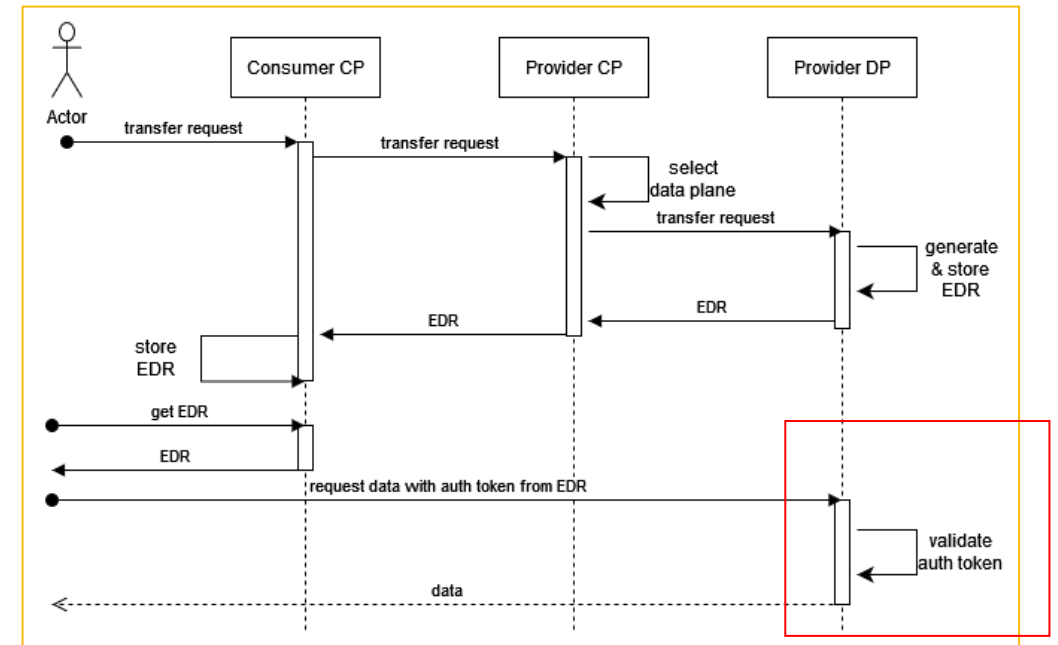 Consumer CP
Provider CP
Provider DP
Actor
transfer request
transfer request
select
data plane
transfer request
generate
& store
EDR
EDR
EDR
store
EDR
get EDR
EDR
request data with auth token from EDR
validate
auth token
data